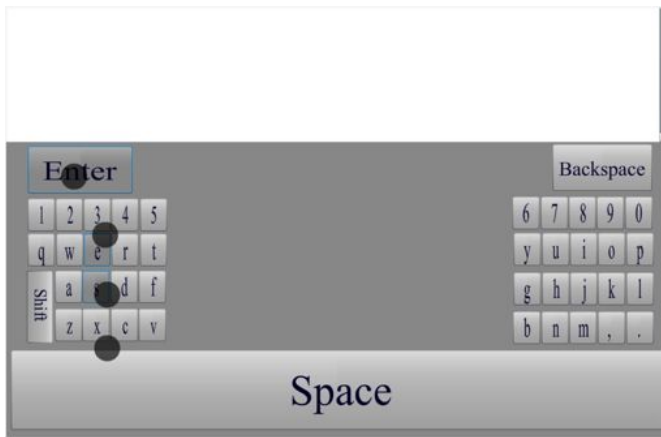 Enter Backspace
1 2 3 4 5 6 7 8 9 0
q w e r t y u i o p
Shift a s d f g h j k l
z x c v b n m , .
Space